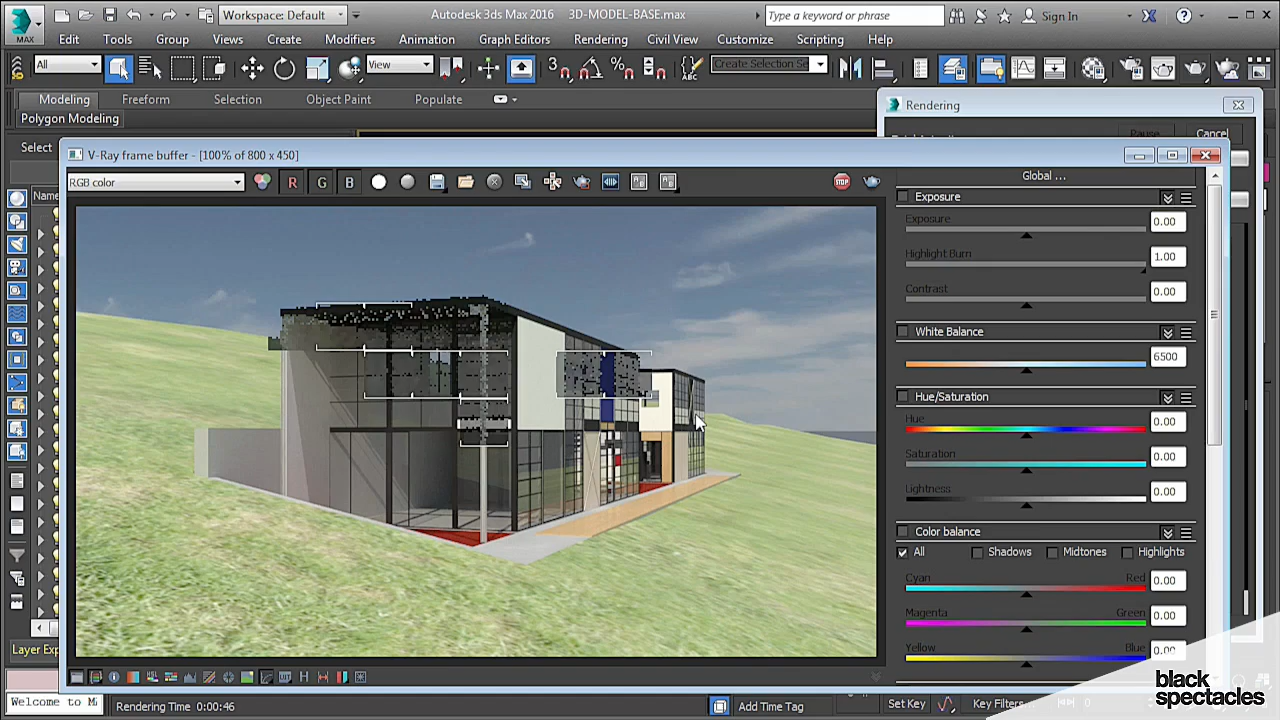 MAX
Workspace: Default
Autodesk 3ds Max 2016 3D-MODEL-BASE.max
Type a keyword or phrase
Sign In
Edit Tools Group Views Create Modifiers Animation Graph Editors Rendering Civil View Customize Scripting Help
All
View
3
Create Selection Se
Modeling Freeform Selection Object Paint Populate
Polygon Modeling
Rendering
Pause
Cancel
Select
V-Ray frame buffer - [100% of 800 x 450]
RGB color
R G B
STOP
Global ...
Name
Exposure
Exposure 0.00
Highlight Burn 1.00
Contrast 0.00
White Balance
6500
Hue/Saturation
Hue 0.00
Saturation 0.00
Lightness 0.00
Color balance
All Shadows Midtones Highlights
Cyan Red 0.00
Magenta Green 0.00
Yellow Blue
Layer Exp
H
Welcome to M
Rendering Time 0:00:46
Add Time Tag
Set Key
Key Filters...
0
black
spectacles